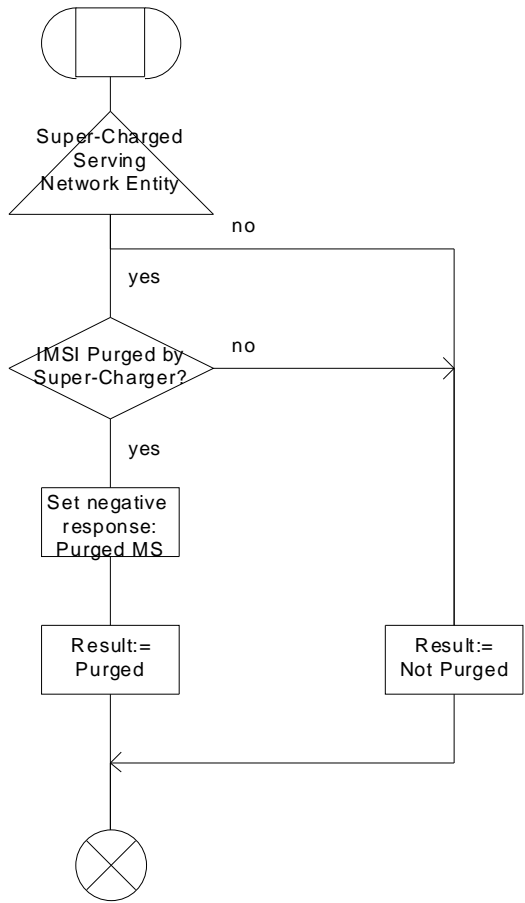 Super-Charged
Serving
Network Entity
no
yes
IMSI Purged by
Super-Charger?
no
yes
Set negative
response:
Purged MS
Result:=
Purged
Result:=
Not Purged